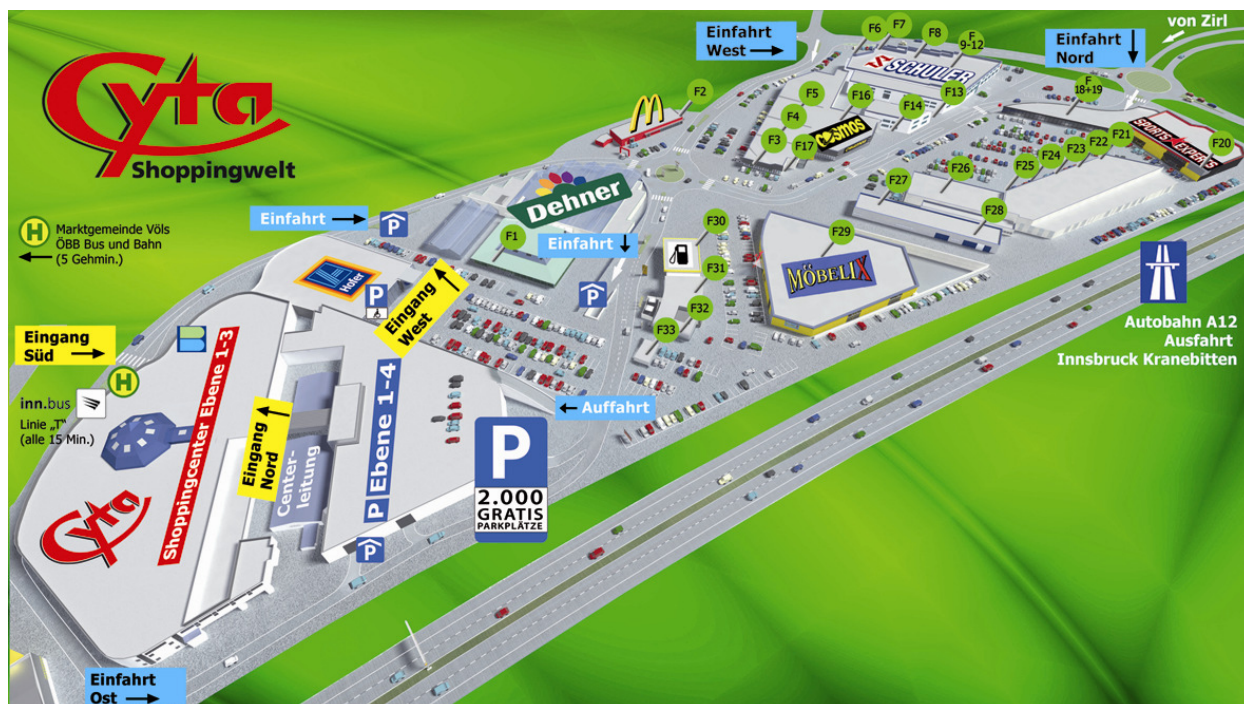 Cyta
Shoppingwelt
H
Marktgemeinde Völs
ÖBB Bus und Bahn
(5 Gehmin.)
Einfahrt
West
F6
F7
F8
F
9-12
von Zirl
Einfahrt
Nord
F2
F5
F4
F3
F16
F17
F14
F13
F
18+19
SCHULER
COSMOS
SPORTS EXPERTS
F20
F21
F22
F23
F24
F25
F26
F27
F28
Dehner
Einfahrt
P
F1
Einfahrt
P
F30
F31
F32
F33
F29
MÖBELIX
Autobahn A12
Ausfahrt
Innsbruck Kranebitten
Hofer
P
Eingang
West
Eingang
Süd
H
inn.bus
Linie „T“
(alle 15 Min.)
Shoppingcenter Ebene 1-3
Cyta
Eingang
Nord
Center-
leitung
P Ebene 1-4
Auffahrt
P
2.000
GRATIS
PARKPLÄTZE
P
Einfahrt
Ost